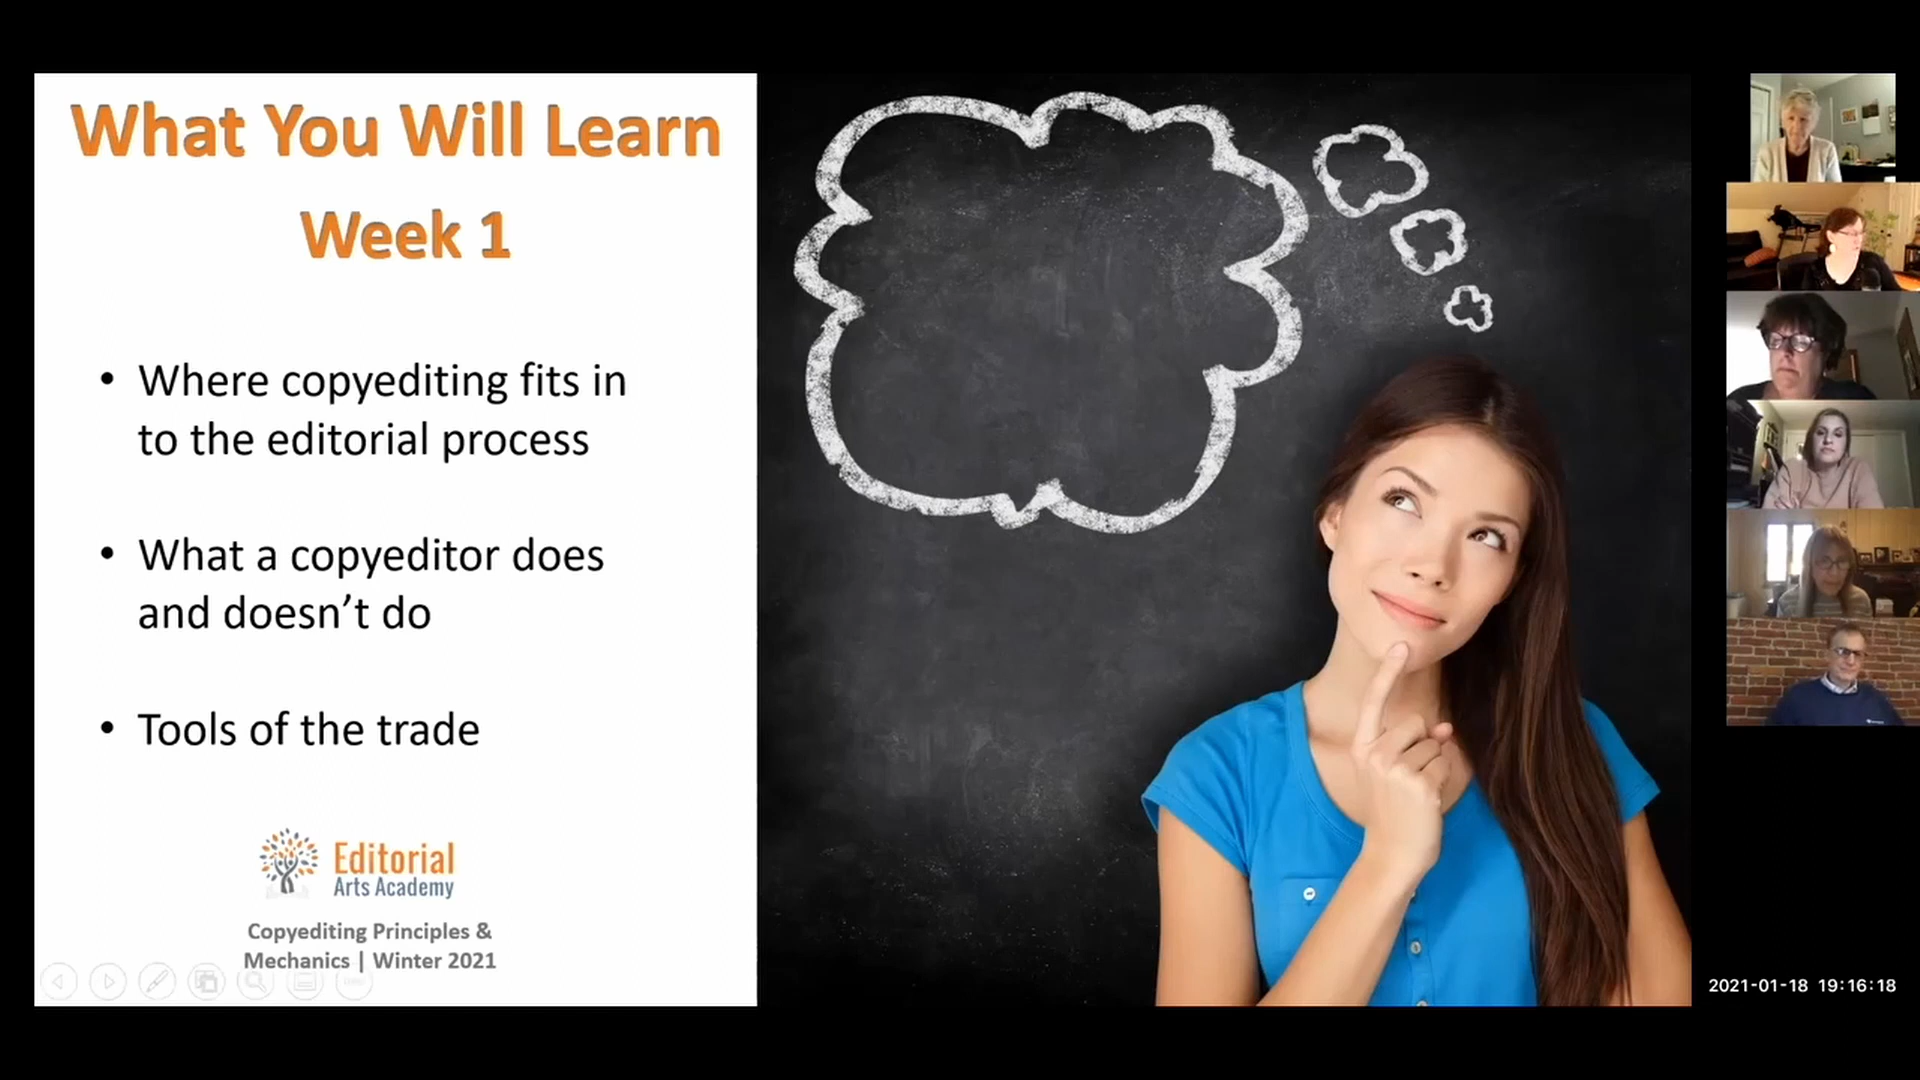 What You Will Learn
Week 1
• Where copyediting fits in
to the editorial process
• What a copyeditor does
and doesn’t do
• Tools of the trade
Editorial
Arts Academy
Copyediting Principles &
Mechanics | Winter 2021
2021-01-18 19:16:18